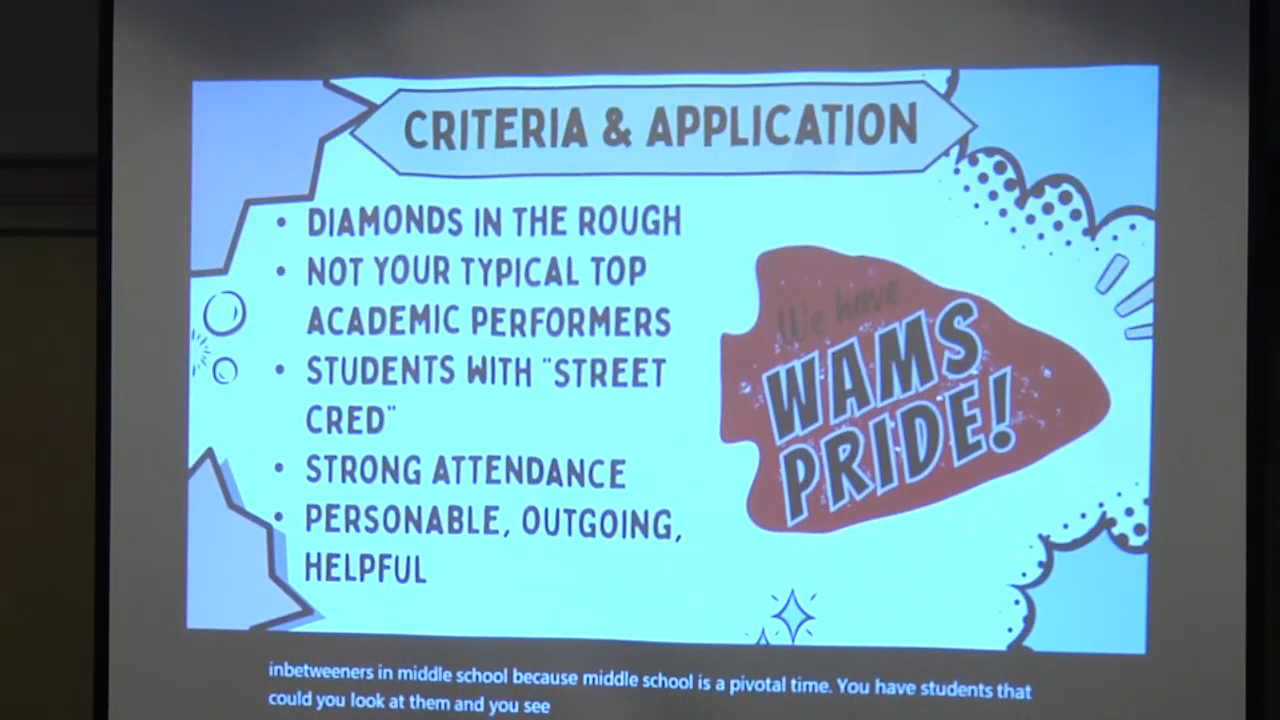 CRITERIA & APPLICATION
• DIAMONDS IN THE ROUGH
• NOT YOUR TYPICAL TOP
ACADEMIC PERFORMERS
• STUDENTS WITH "STREET
CRED"
• STRONG ATTENDANCE
• PERSONABLE, OUTGOING,
HELPFUL
We have
WAMS
PRIDE!
inbetweeners in middle school because middle school is a pivotal time. You have students that
could you look at them and you see